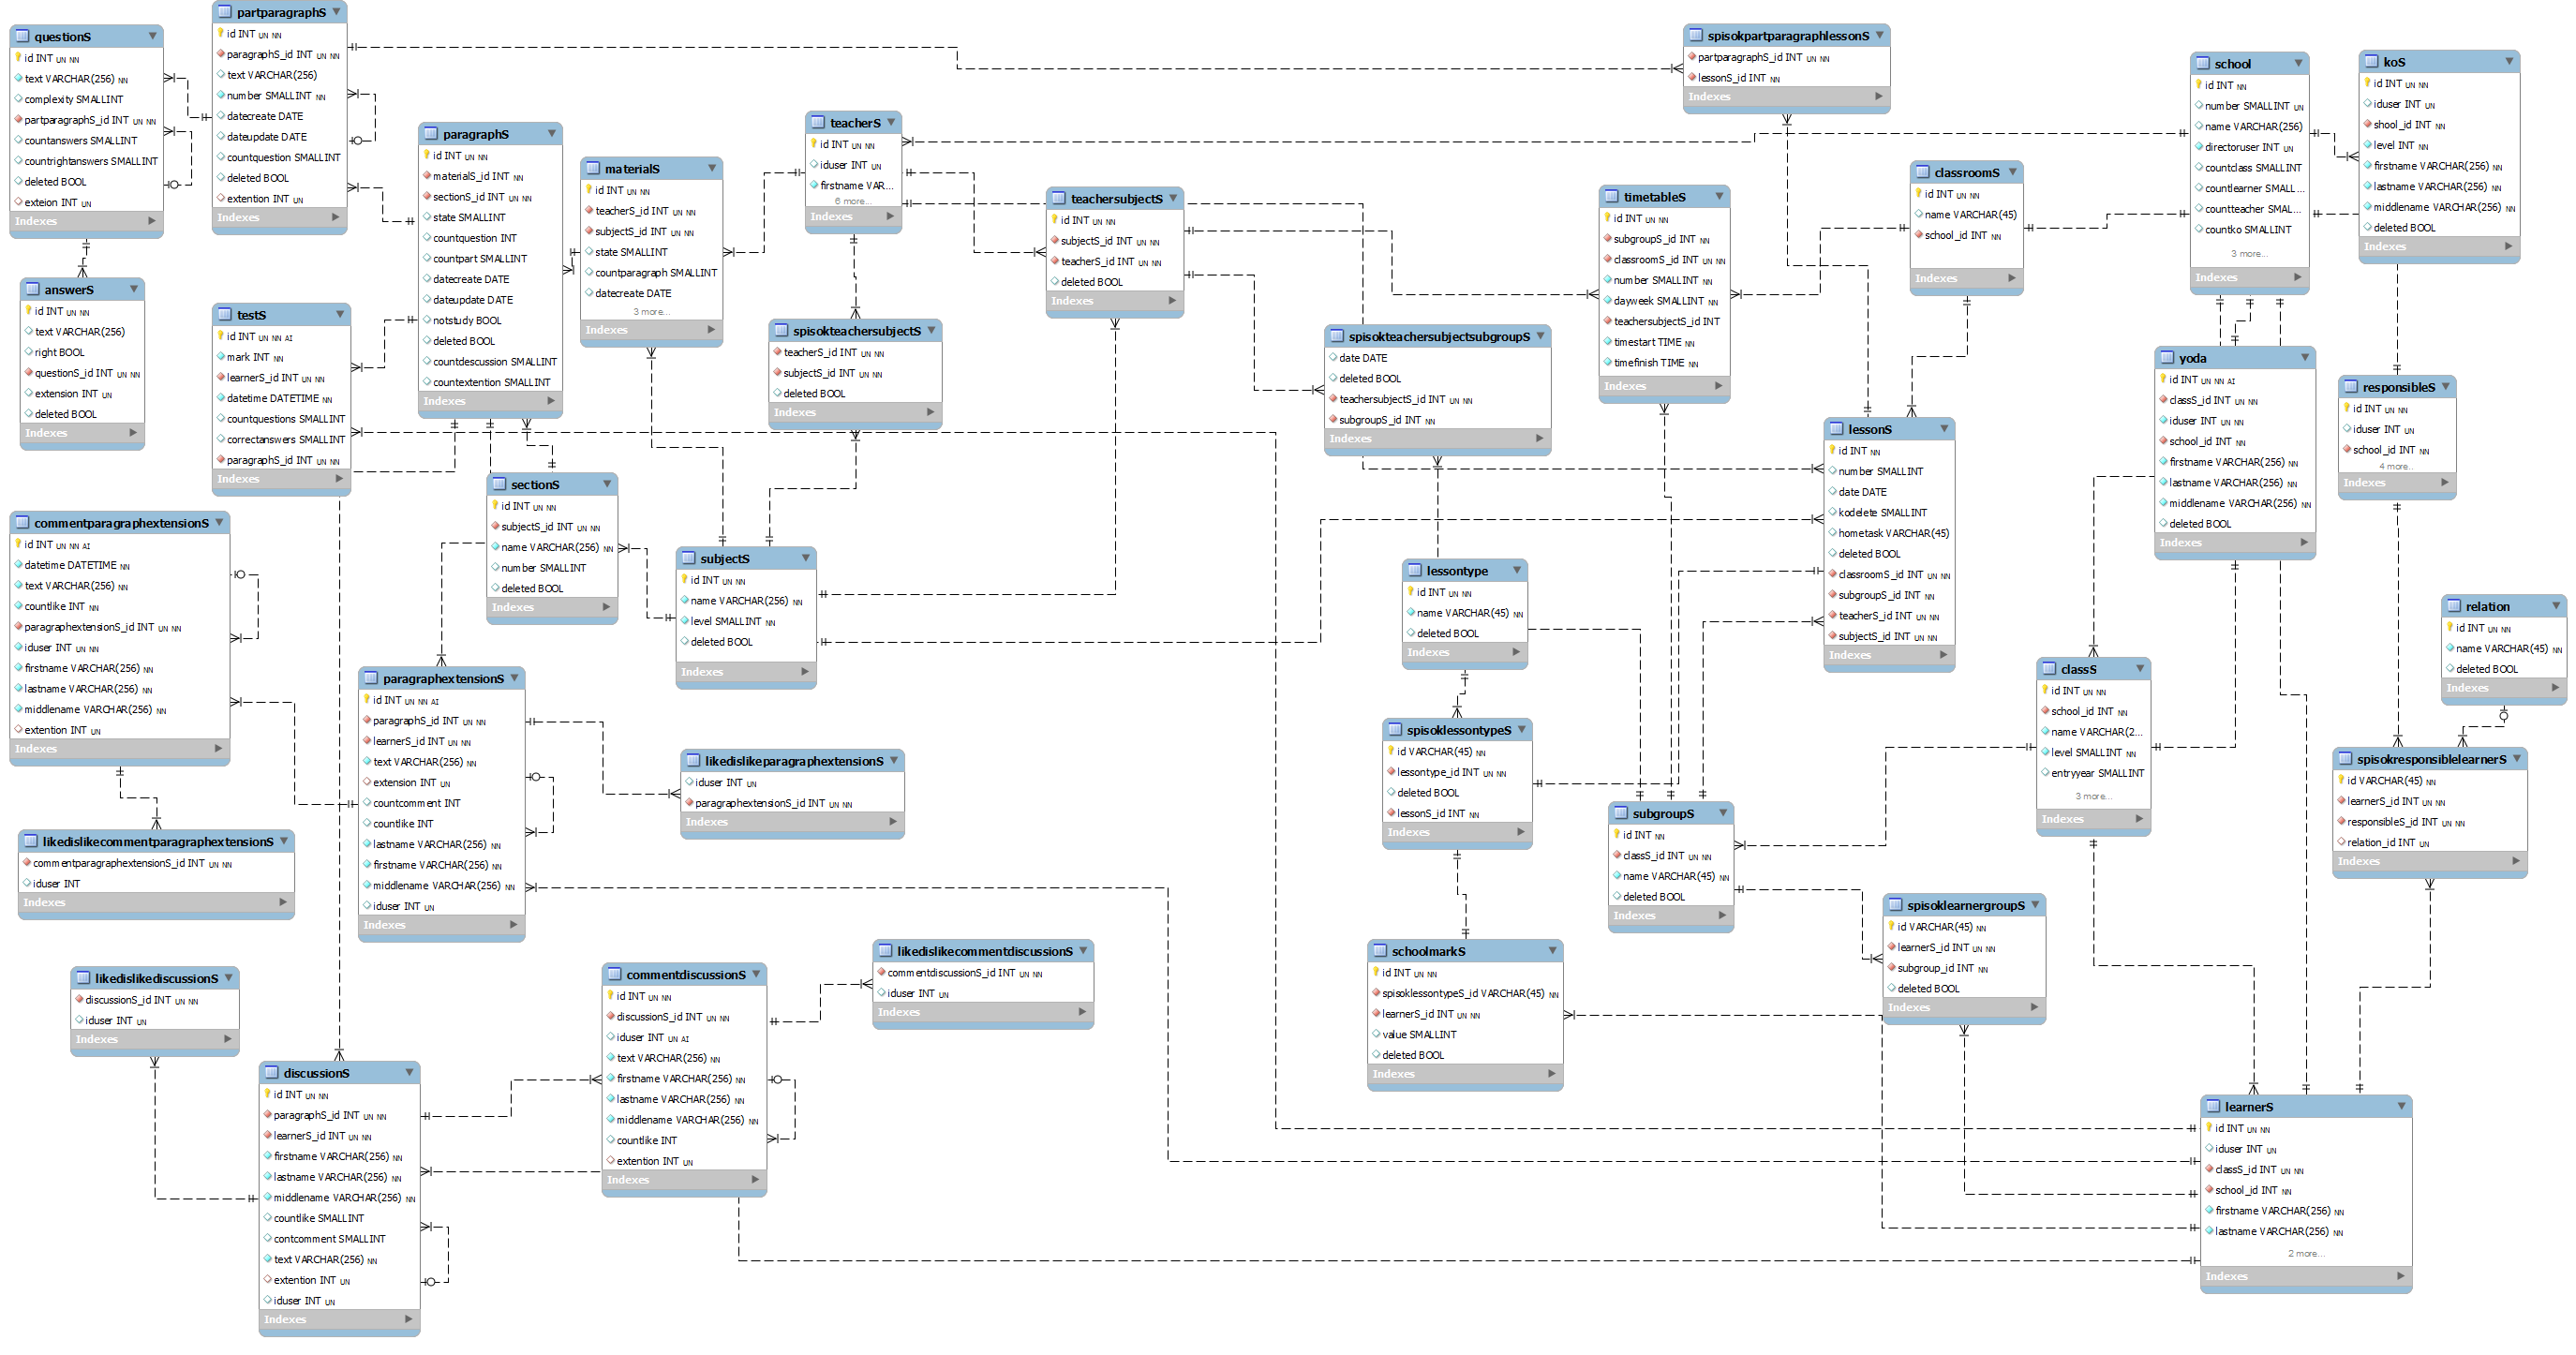 questionS
id INT UN NN
text VARCHAR(256) NN
complexity SMALLINT
partparagraphS_id INT UN NN
countanswers SMALLINT
countrightanswers SMALLINT
deleted BOOL
exteion INT UN
Indexes
partparagraphS
id INT UN NN
paragraphS_id INT UN NN
text VARCHAR(256)
number SMALLINT NN
datecreate DATE
dateupdate DATE
countquestion SMALLINT
deleted BOOL
extention INT UN
Indexes
paragraphS
id INT UN NN
materialS_id INT NN
sectionS_id INT UN NN
state SMALLINT
countquestion INT
countpart SMALLINT
datecreate DATE
dateupdate DATE
notstudy BOOL
deleted BOOL
countdescussion SMALLINT
countextention SMALLINT
Indexes
materialS
id INT UN NN
teacherS_id INT UN NN
subjectS_id INT UN NN
state SMALLINT
countparagraph SMALLINT
datecreate DATE
3 more...
Indexes
teacherS
id INT UN NN
iduser INT UN
firstname VAR...
6 more...
Indexes
teachersubjectS
id INT UN NN
subjectS_id INT UN NN
teacherS_id INT UN NN
deleted BOOL
Indexes
spisokpartparagraphlessonS
partparagraphS_id INT UN NN
lessonS_id INT NN
Indexes
school
id INT NN
number SMALLINT UN
name VARCHAR(256)
directoruser INT UN
countclass SMALLINT
countlearner SMALL...
countteacher SMAL...
countko SMALLINT
3 more...
Indexes
koS
id INT UN NN
iduser INT UN
shool_id INT NN
level INT NN
firstname VARCHAR(256) NN
lastname VARCHAR(256) NN
middlename VARCHAR(256) NN
deleted BOOL
Indexes
classroomS
id INT UN NN
name VARCHAR(45)
school_id INT NN
Indexes
timetableS
id INT UN NN
subgroupS_id INT NN
classroomS_id INT UN NN
number SMALLINT NN
dayweek SMALLINT NN
teachersubjectS_id INT
timestart TIME NN
timefinish TIME NN
Indexes
answerS
id INT UN NN
text VARCHAR(256)
right BOOL
questionS_id INT UN NN
extension INT UN
deleted BOOL
Indexes
testS
id INT UN NN AI
mark INT NN
learnerS_id INT UN NN
datetime DATETIME NN
countquestions SMALLINT
correctanswers SMALLINT
paragraphS_id INT UN NN
Indexes
spisokteachersubjectS
teacherS_id INT UN NN
subjectS_id INT UN NN
deleted BOOL
Indexes
spisokteachersubjectsubgroupS
date DATE
deleted BOOL
teachersubjectS_id INT UN NN
subgroupS_id INT NN
Indexes
yoda
id INT UN NN AI
classS_id INT UN NN
iduser INT UN NN
school_id INT NN
firstname VARCHAR(256) NN
lastname VARCHAR(256) NN
middlename VARCHAR(256) NN
deleted BOOL
Indexes
responsibleS
id INT UN NN
iduser INT UN
school_id INT NN
4 more...
Indexes
lessonS
id INT NN
number SMALLINT
date DATE
kodelete SMALLINT
hometask VARCHAR(45)
deleted BOOL
classroomS_id INT UN NN
subgroupS_id INT NN
teacherS_id INT UN NN
subjectS_id INT UN NN
Indexes
sectionS
id INT UN NN
subjectS_id INT UN NN
name VARCHAR(256) NN
number SMALLINT
deleted BOOL
Indexes
commentparagraphextensionS
id INT UN NN AI
datetime DATETIME NN
text VARCHAR(256) NN
countlike INT NN
paragraphextensionS_id INT UN NN
iduser INT UN NN
firstname VARCHAR(256) NN
lastname VARCHAR(256) NN
middlename VARCHAR(256) NN
extention INT UN
Indexes
subjectS
id INT UN NN
name VARCHAR(256) NN
level SMALLINT NN
deleted BOOL
Indexes
lessontype
id INT UN NN
name VARCHAR(45) NN
deleted BOOL
Indexes
relation
id INT UN NN
name VARCHAR(45) NN
deleted BOOL
Indexes
classS
id INT UN NN
school_id INT NN
name VARCHAR(2...
level SMALLINT NN
entryyear SMALLINT
3 more...
Indexes
paragraphextensionS
id INT UN NN AI
paragraphS_id INT UN NN
learnerS_id INT UN NN
text VARCHAR(256) NN
extension INT UN
countcomment INT
countlike INT
lastname VARCHAR(256) NN
firstname VARCHAR(256) NN
middlename VARCHAR(256) NN
iduser INT UN
Indexes
likedislikeparagraphextensionS
iduser INT UN
paragraphextensionS_id INT UN NN
Indexes
spisoklessontypeS
id VARCHAR(45) NN
lessontype_id INT UN NN
deleted BOOL
lessonS_id INT NN
Indexes
spisokresponsiblelearnerS
id VARCHAR(45) NN
learnerS_id INT UN NN
responsibleS_id INT UN NN
relation_id INT UN
Indexes
subgroupS
id INT NN
classS_id INT UN NN
name VARCHAR(45) NN
deleted BOOL
Indexes
likedislikecommentparagraphextensionS
commentparagraphextensionS_id INT UN NN
iduser INT
Indexes
spisoklearnergroupS
id VARCHAR(45) NN
learnerS_id INT UN NN
subgroup_id INT NN
deleted BOOL
Indexes
likedislikediscussionS
discussionS_id INT UN NN
iduser INT UN
Indexes
commentdiscussionS
id INT UN NN
discussionS_id INT UN NN
iduser INT UN AI
text VARCHAR(256) NN
firstname VARCHAR(256) NN
lastname VARCHAR(256) NN
middlename VARCHAR(256) NN
countlike INT
extention INT UN
Indexes
likedislikecommentdiscussionS
commentdiscussionS_id INT UN NN
iduser INT UN
Indexes
schoolmarkS
id INT UN NN
spisoklessontypeS_id VARCHAR(45) NN
learnerS_id INT UN NN
value SMALLINT
deleted BOOL
Indexes
discussionS
id INT UN NN
paragraphS_id INT UN NN
learnerS_id INT UN NN
firstname VARCHAR(256) NN
lastname VARCHAR(256) NN
middlename VARCHAR(256) NN
countlike SMALLINT
contcomment SMALLINT
text VARCHAR(256) NN
extention INT UN
iduser INT UN
Indexes
learnerS
id INT UN NN
iduser INT UN
classS_id INT UN NN
school_id INT NN
firstname VARCHAR(256) NN
lastname VARCHAR(256) NN
2 more...
Indexes